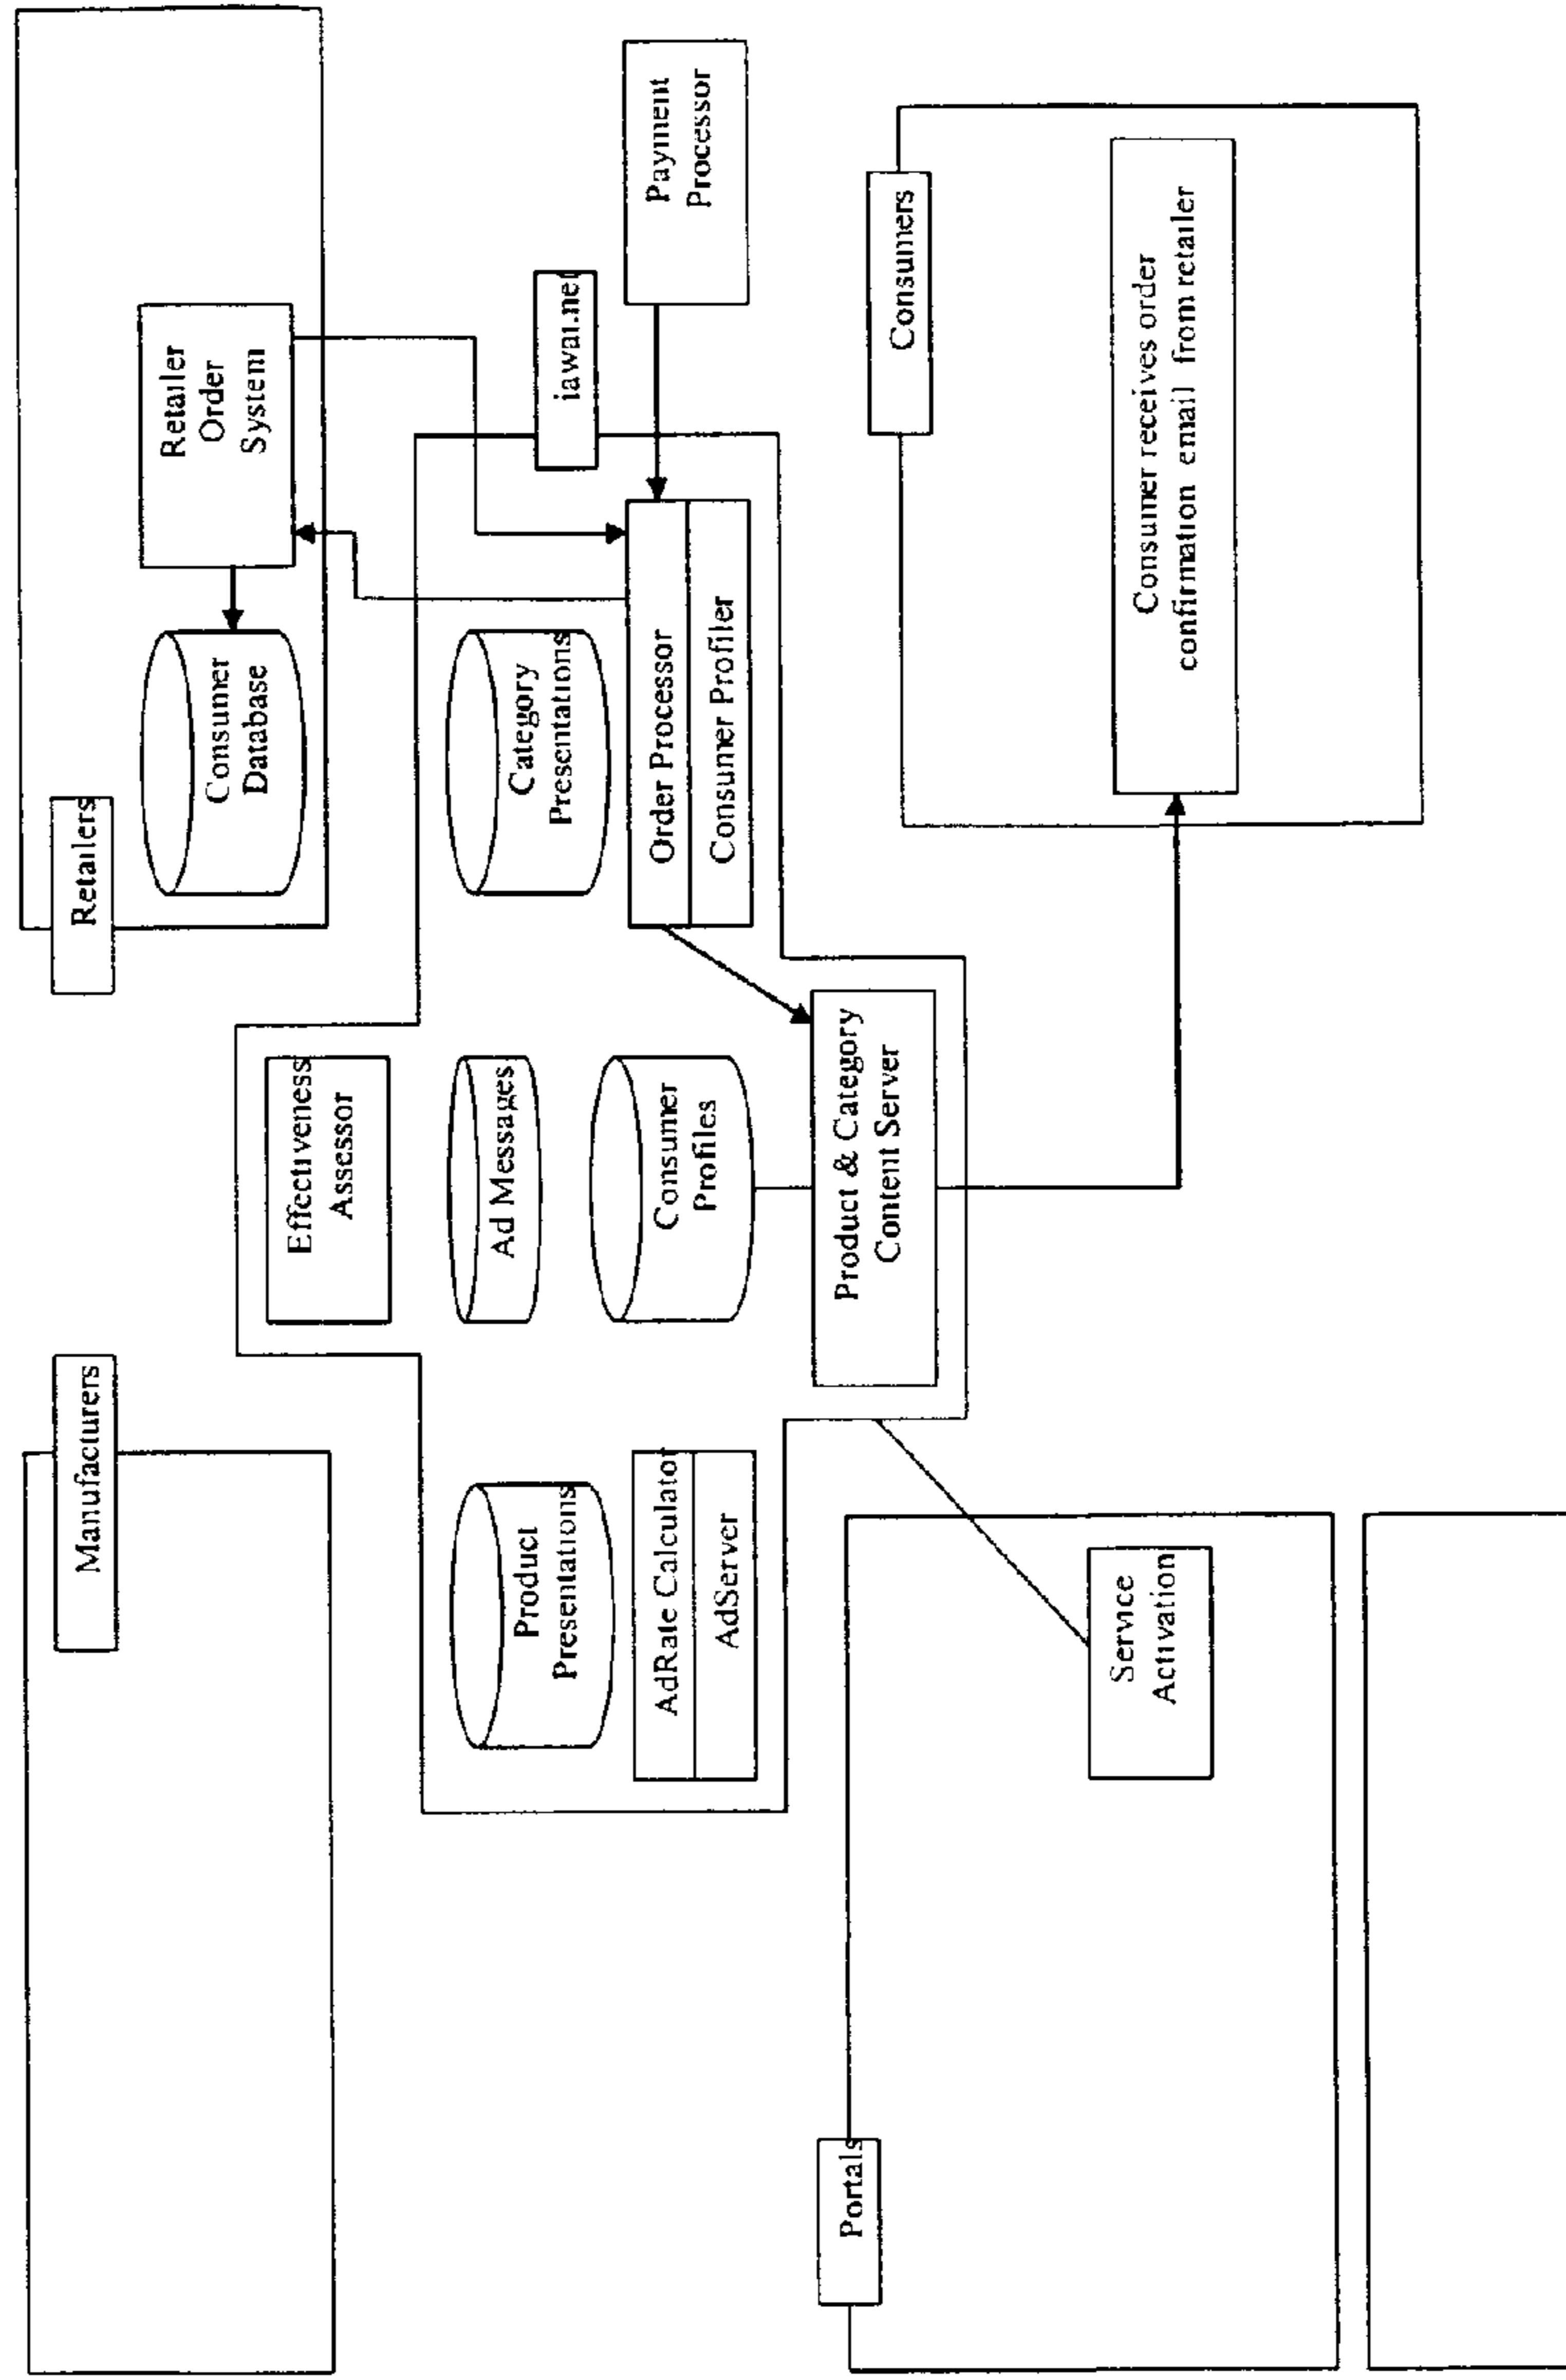 Manufacturers
Retailers
Consumer
Database
Retailer
Order
System
Effectiveness
Assessor
Product
Presentations
Ad Messages
Category
Presentations
AdRate Calculator
AdServer
Consumer
Profiles
Order Processor
Consumer Profiler
Payment
Processor
Product & Category
Content Server
Portals
Service
Activation
Consumers
Consumer receives order
confirmation email from retailer